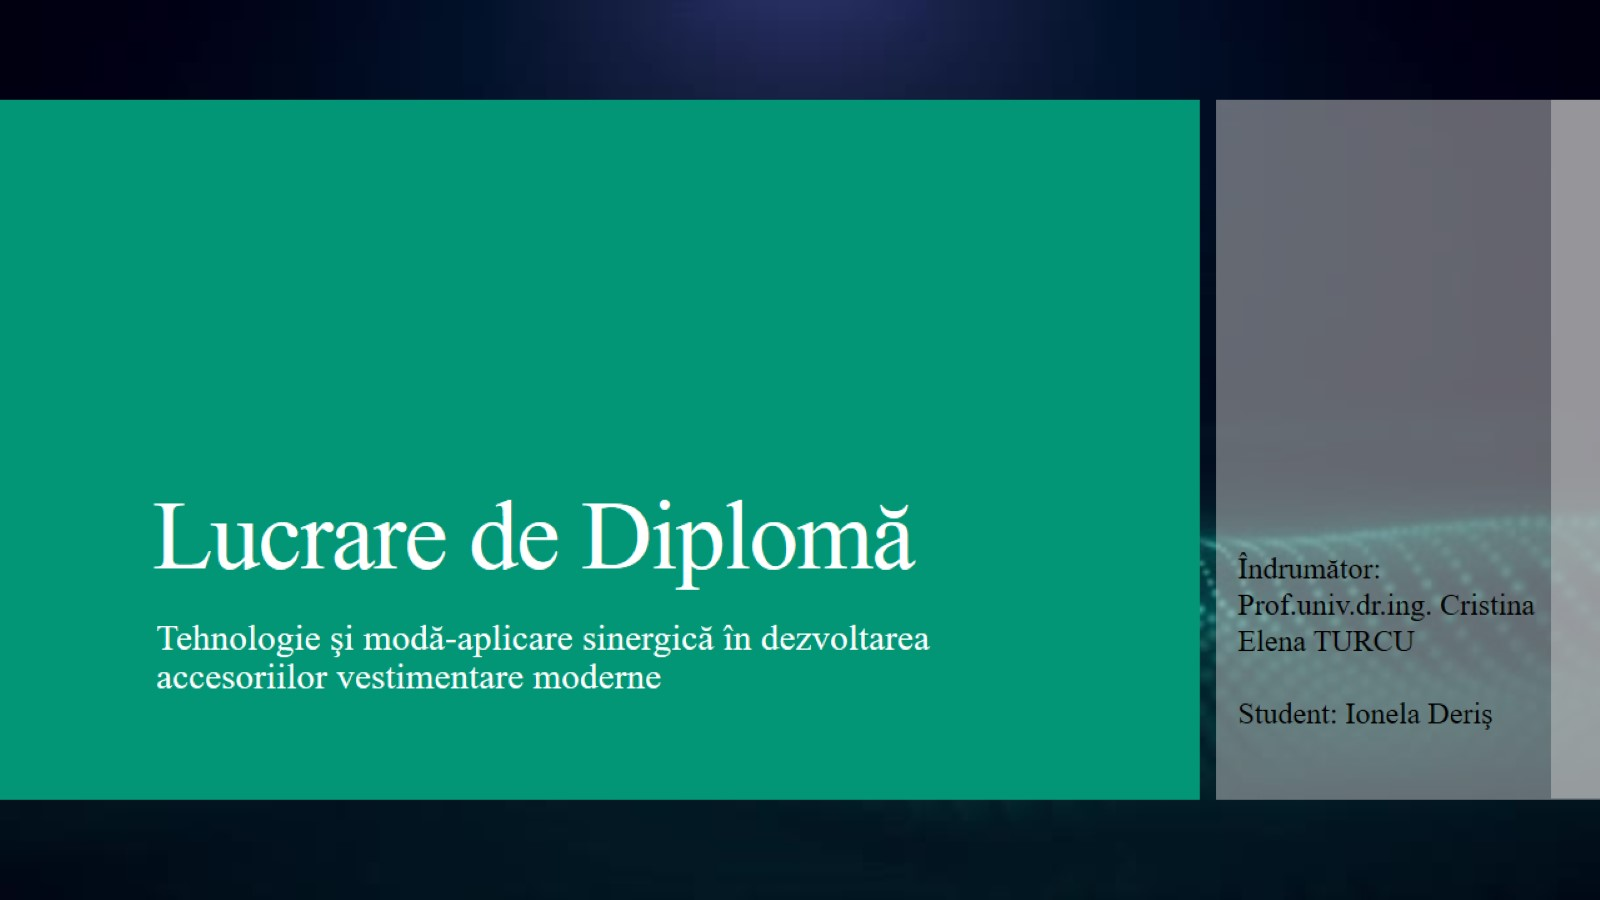 Lucrare de Diplomă
Tehnologie şi modă-aplicare sinergică în dezvoltarea
accesoriilor vestimentare moderne
Îndrumător:
Prof.univ.dr.ing. Cristina
Elena TURCU
Student: Ionela Deriş